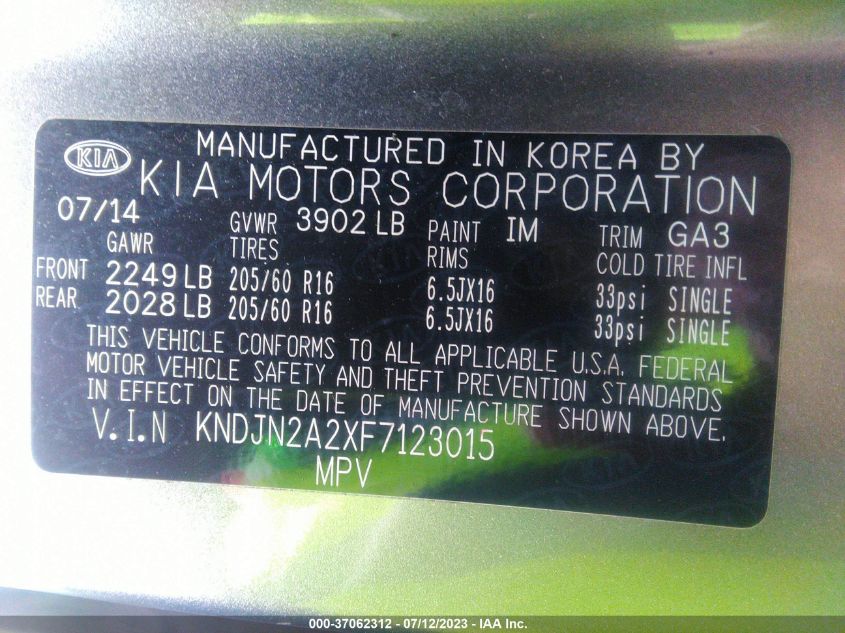 MANUFACTURED IN KOREA BY
KIA KIA MOTORS CORPORATION
07/14 GVWR 3902 LB PAINT IM TRIM GA3
GAWR TIRES RIMS COLD TIRE INFL
FRONT 2249 LB 205/60 R16 6.5JX16 33psi SINGLE
REAR 2028 LB 205/60 R16 6.5JX16 33psi SINGLE
THIS VEHICLE CONFORMS TO ALL APPLICABLE U.S.A. FEDERAL
MOTOR VEHICLE SAFETY AND THEFT PREVENTION STANDARDS
IN EFFECT ON THE DATE OF MANUFACTURE SHOWN ABOVE.
V.I.N KNDJN2A2XF7123015
MPV
000-37062312 - 07/12/2023 - IAA Inc.